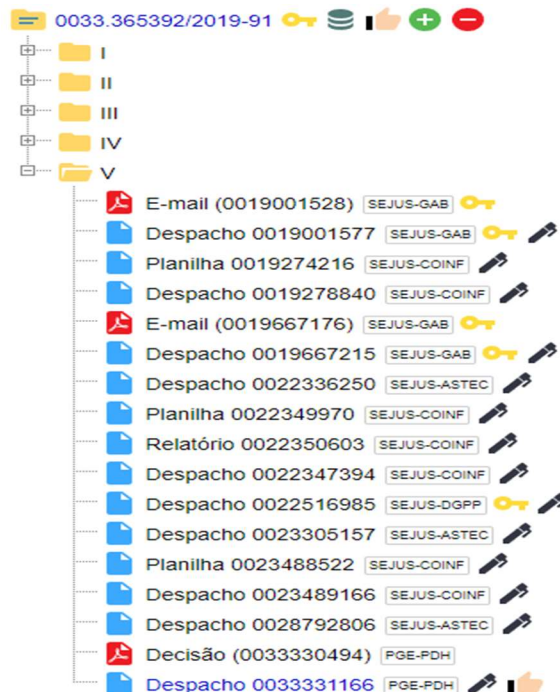 0033.365392/2019-91
I
II
III
IV
V
E-mail (0019001528) SEJUS-GAB
Despacho 0019001577 SEJUS-GAB
Planilha 0019274216 SEJUS-COINF
Despacho 0019278840 SEJUS-COINF
E-mail (0019667176) SEJUS-GAB
Despacho 0019667215 SEJUS-GAB
Despacho 0022336250 SEJUS-ASTEC
Planilha 0022349970 SEJUS-COINF
Relatório 0022350603 SEJUS-COINF
Despacho 0022347394 SEJUS-COINF
Despacho 0022516985 SEJUS-DGPP
Despacho 0023305157 SEJUS-ASTEC
Planilha 0023488522 SEJUS-COINF
Despacho 0023489166 SEJUS-COINF
Despacho 0028792806 SEJUS-ASTEC
Decisão (0033330494) PGE-PDH
Despacho 0033331166 PGE-PDH